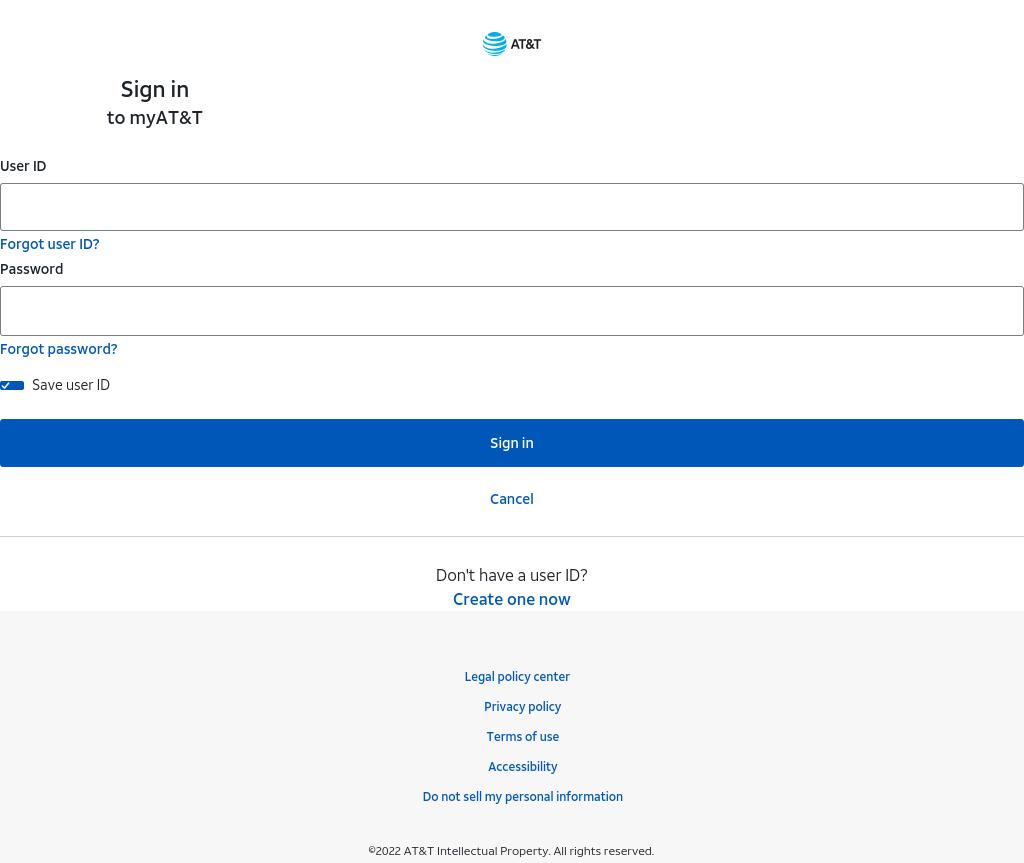 AT&T
Sign in
to myAT&T
User ID
Forgot user ID?
Password
Forgot password?
Save user ID
Sign in
Cancel
Don't have a user ID?
Create one now
Legal policy center
Privacy policy
Terms of use
Accessibility
Do not sell my personal information
©2022 AT&T Intellectual Property. All rights reserved.